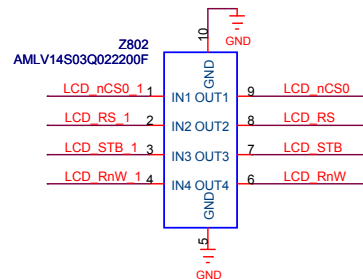 Z802
AMLV14S03Q022200F
10
GND
GND
LCD_nCS0_1 1 IN1 OUT1 9 LCD_nCS0
LCD_RS_1 2 IN2 OUT2 8 LCD_RS
LCD_STB_1 3 IN3 OUT3 7 LCD_STB
LCD_RnW_1 4 IN4 OUT4 6 LCD_RnW
GND
5
GND